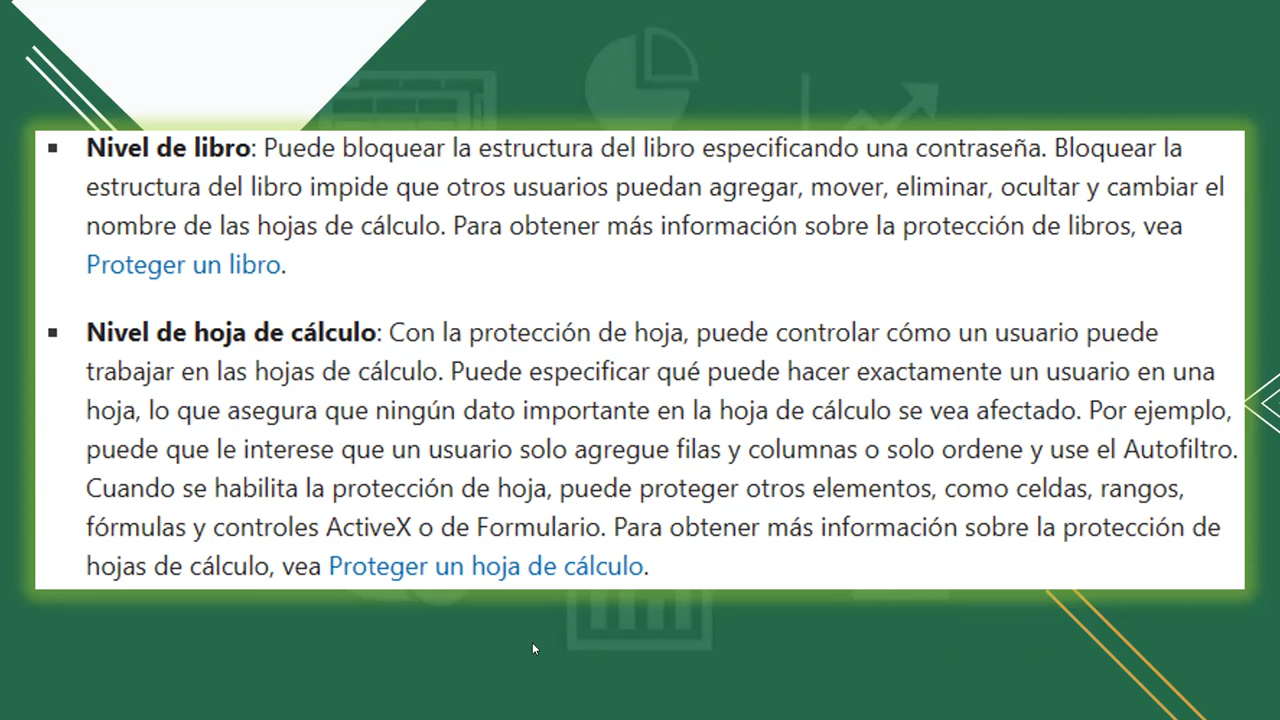 ▪ Nivel de libro: Puede bloquear la estructura del libro especificando una contraseña. Bloquear la
estructura del libro impide que otros usuarios puedan agregar, mover, eliminar, ocultar y cambiar el
nombre de las hojas de cálculo. Para obtener más información sobre la protección de libros, vea
Proteger un libro.
▪ Nivel de hoja de cálculo: Con la protección de hoja, puede controlar cómo un usuario puede
trabajar en las hojas de cálculo. Puede especificar qué puede hacer exactamente un usuario en una
hoja, lo que asegura que ningún dato importante en la hoja de cálculo se vea afectado. Por ejemplo,
puede que le interese que un usuario solo agregue filas y columnas o solo ordene y use el Autofiltro.
Cuando se habilita la protección de hoja, puede proteger otros elementos, como celdas, rangos,
fórmulas y controles ActiveX o de Formulario. Para obtener más información sobre la protección de
hojas de cálculo, vea Proteger un hoja de cálculo.